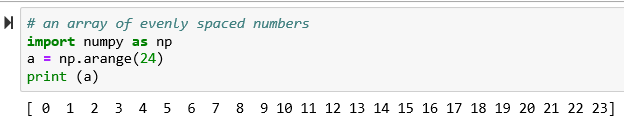 # an array of evenly spaced numbers
import numpy as np
a = np.arange(24)
print (a)
[ 0  1  2  3  4  5  6  7  8  9 10 11 12 13 14 15 16 17 18 19 20 21 22 23]